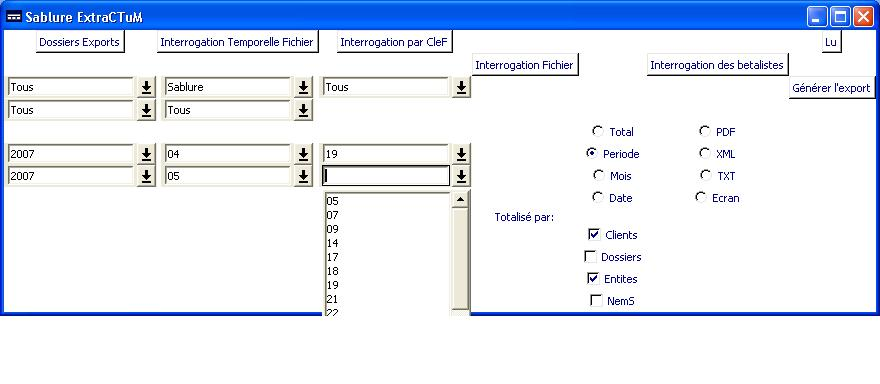 Sablure ExtraCTuM
Dossiers Exports
Interrogation Temporelle Fichier
Interrogation par CleF
Lu
Interrogation Fichier
Interrogation des betalistes
Générer l'export
Tous
Sablure
Tous
Tous
Tous
2007
04
19
2007
05
05
07
09
14
17
18
19
21
22
Total
PDF
Periode
XML
Mois
TXT
Date
Ecran
Totalisé par:
Clients
Dossiers
Entites
NemS